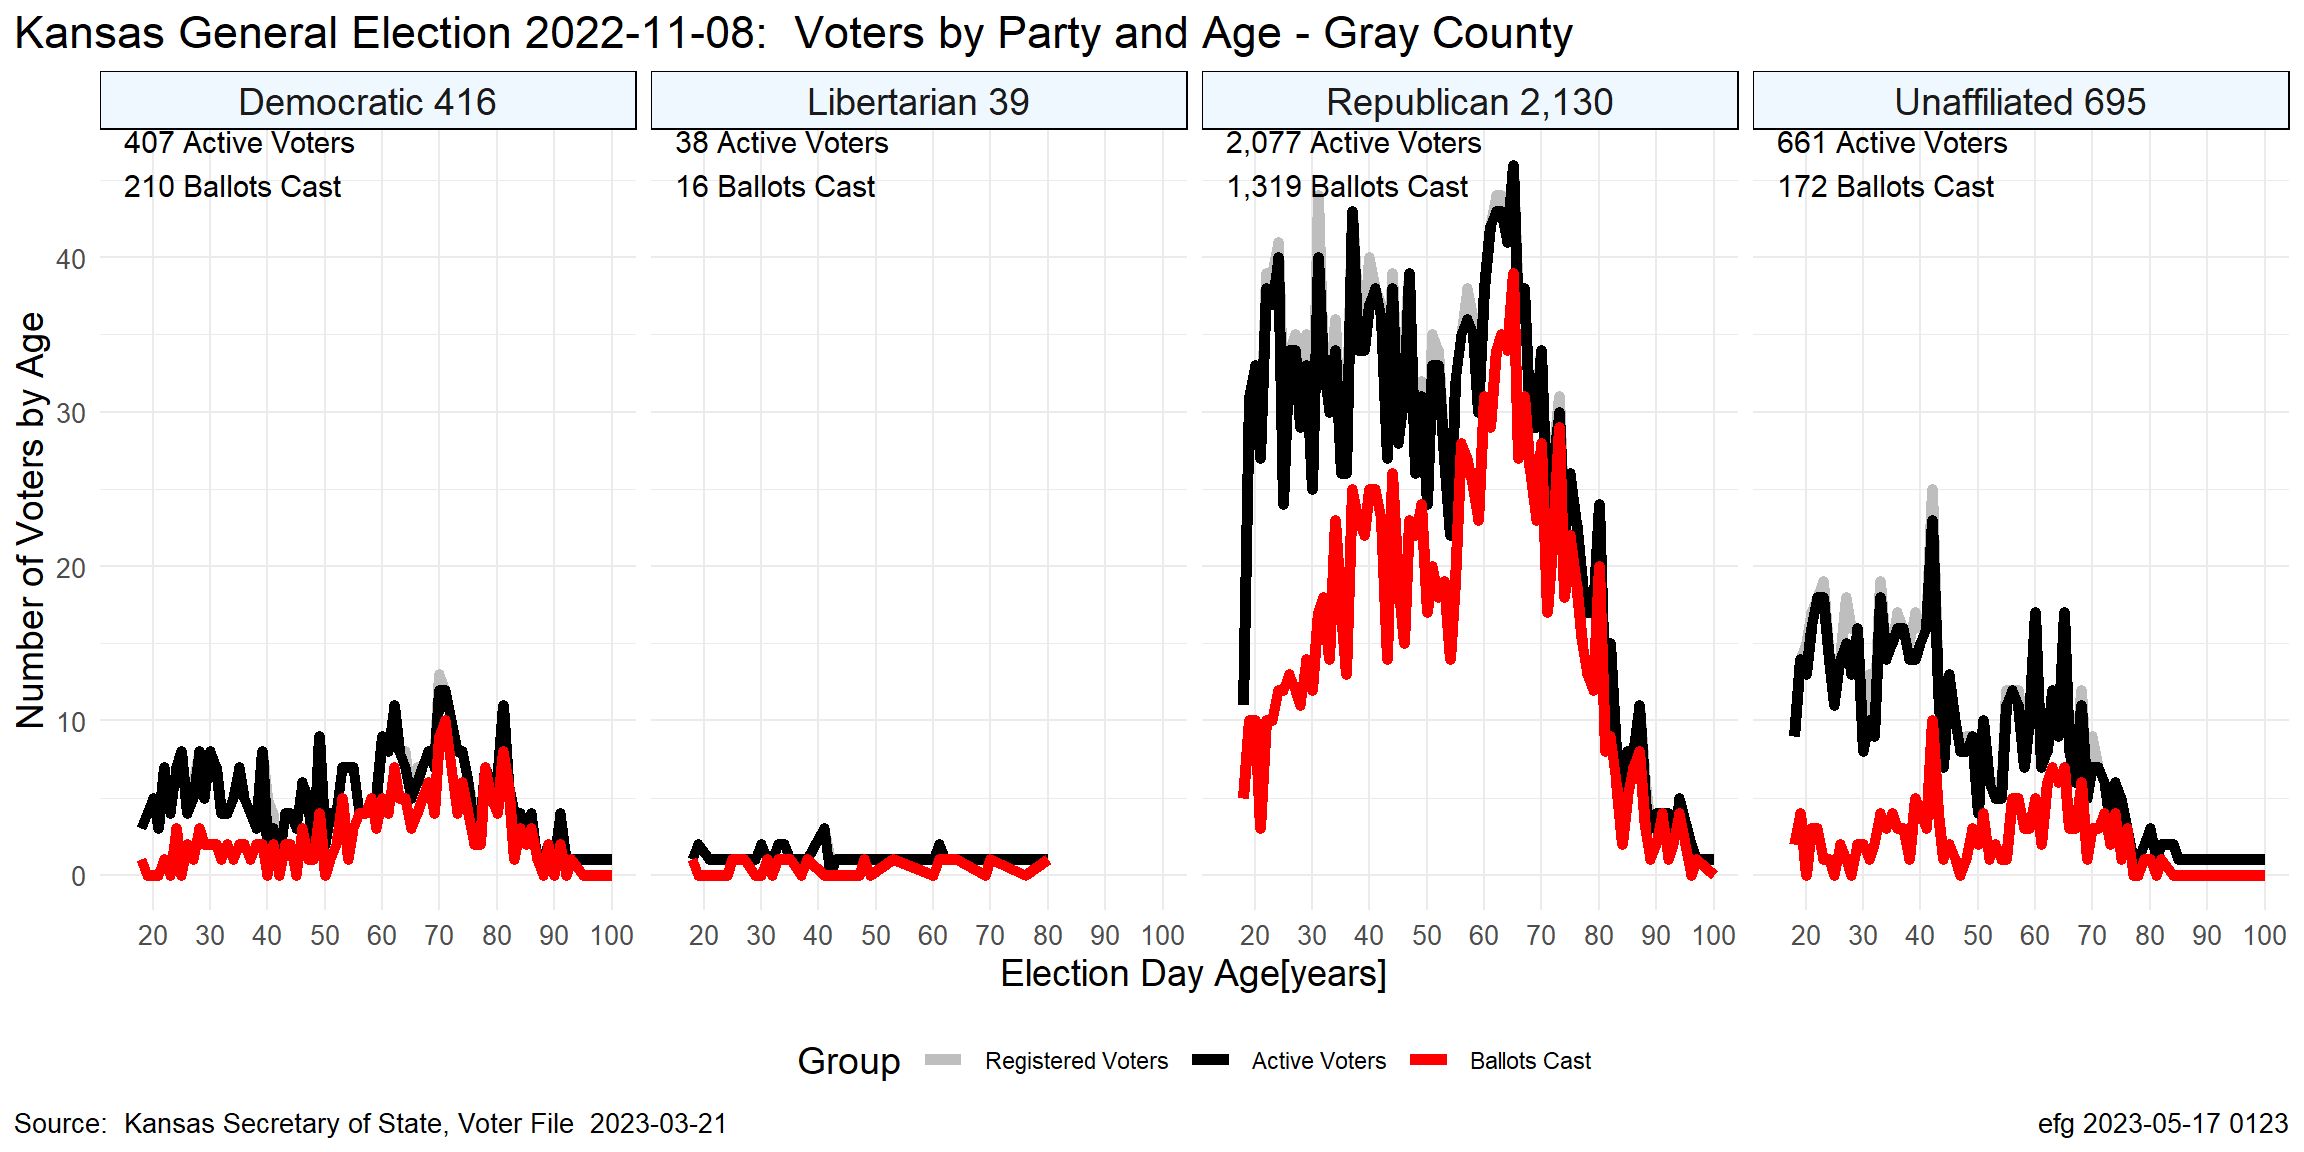 Kansas General Election 2022-11-08:  Voters by Party and Age - Gray County
Democratic 416
Libertarian 39
Republican 2,130
Unaffiliated 695
407 Active Voters
210 Ballots Cast
38 Active Voters
16 Ballots Cast
2,077 Active Voters
1,319 Ballots Cast
661 Active Voters
172 Ballots Cast
Number of Voters by Age
40
30
20
10
0
20 30 40 50 60 70 80 90 100
20 30 40 50 60 70 80 90 100
20 30 40 50 60 70 80 90 100
20 30 40 50 60 70 80 90 100
Election Day Age[years]
Group Registered Voters Active Voters Ballots Cast
Source:  Kansas Secretary of State, Voter File  2023-03-21
efg 2023-05-17 0123